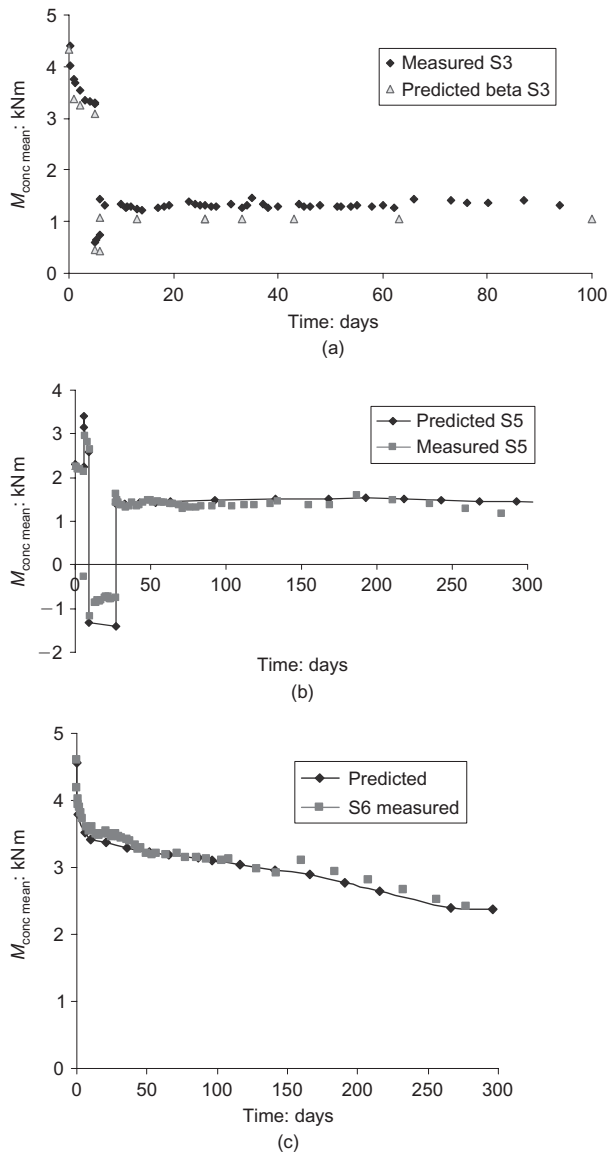 5
4
3
2
1
0
M conc mean: kNm
Measured S3
Predicted beta S3
0 20 40 60 80 100
Time: days
(a)
4
3
2
1
0
−1
−2
M conc mean: kNm
Predicted S5
Measured S5
0 50 100 150 200 250 300
Time: days
(b)
5
4
3
2
1
0
M conc mean: kNm
Predicted
S6 measured
0 50 100 150 200 250 300
Time: days
(c)